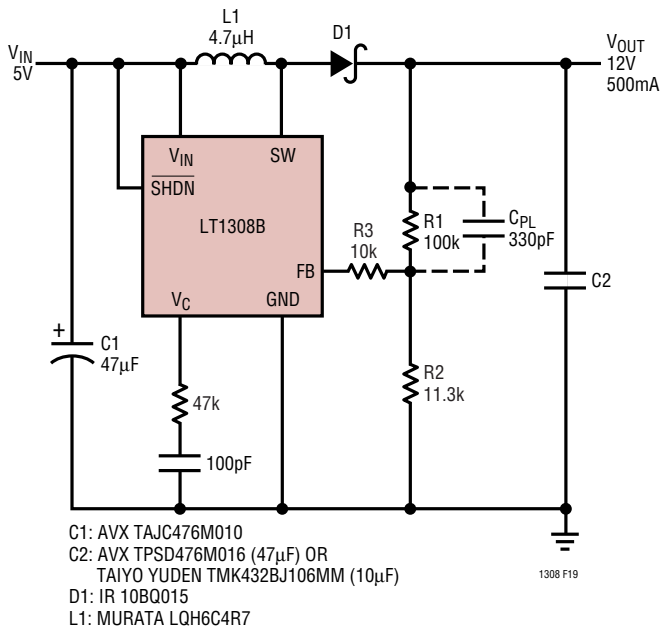 L1
4.7µH
D1
VIN
5V
VOUT
12V
500mA
VIN
SW
SHDN
LT1308B
FB
VC
GND
R3
10k
R1
100k
CPL
330pF
C2
+
C1
47µF
47k
100pF
R2
11.3k
C1: AVX TAJC476M010
C2: AVX TPSD476M016 (47µF) OR
TAIYO YUDEN TMK432BJ106MM (10µF)
D1: IR 10BQ015
L1: MURATA LQH6C4R7
1308 F19